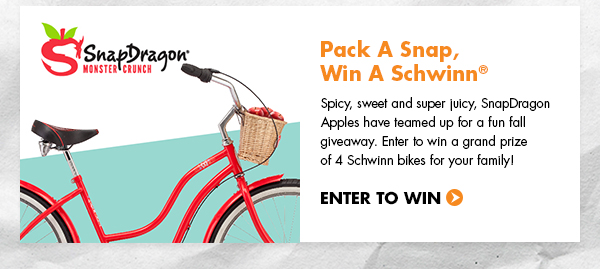 SnapDragon®
MONSTER CRUNCH
Pack A Snap,
Win A Schwinn®
Spicy, sweet and super juicy, SnapDragon
Apples have teamed up for a fun fall
giveaway. Enter to win a grand prize
of 4 Schwinn bikes for your family!
ENTER TO WIN